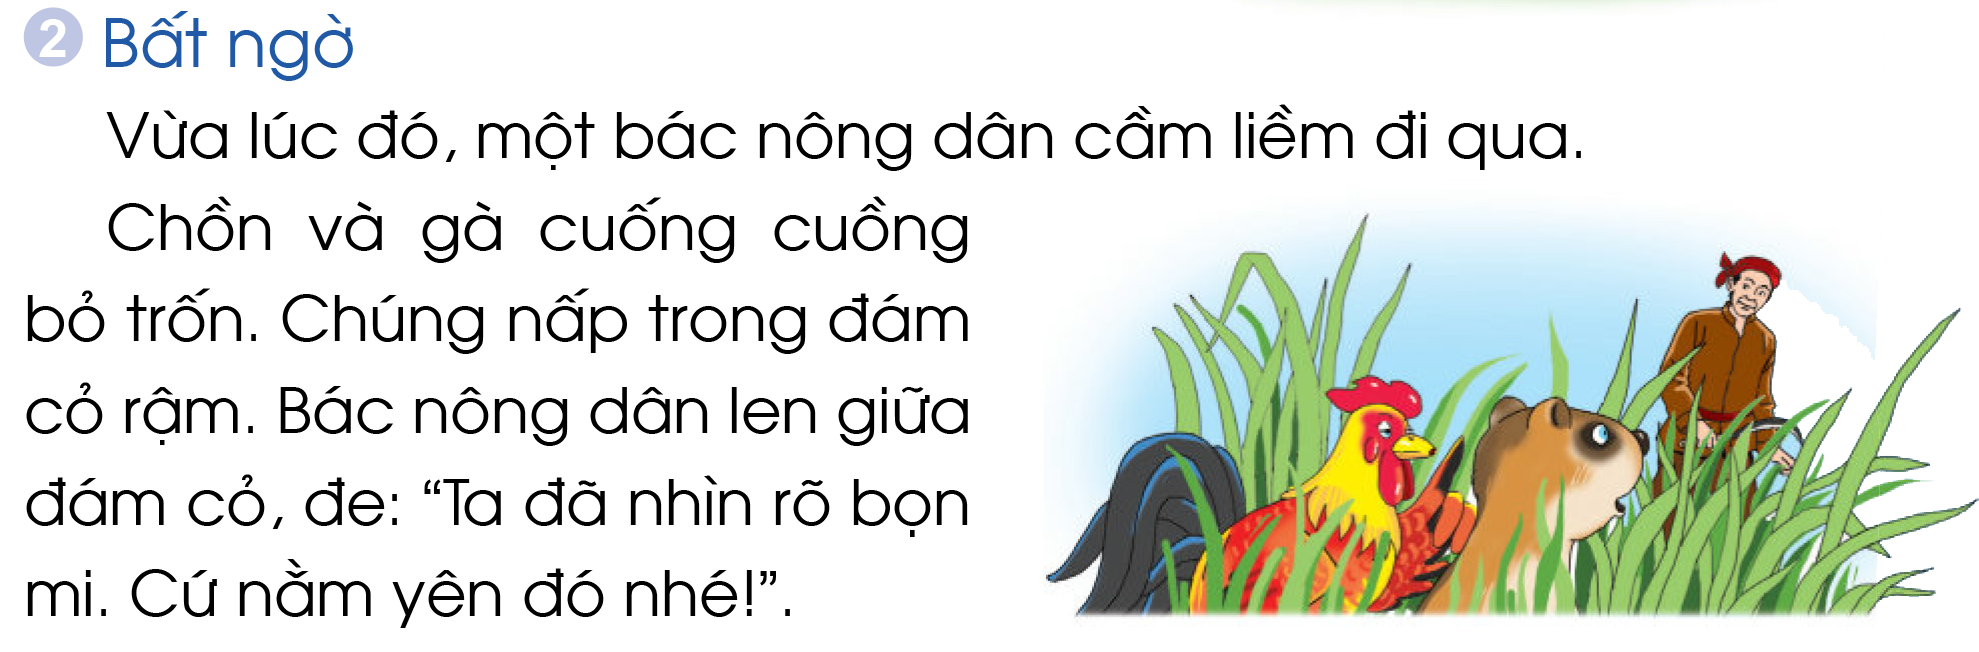 2 Bất ngờ
Vừa lúc đó, một bác nông dân cầm liềm đi qua.
Chồn và gà cuống cuồng
bỏ trốn. Chúng nấp trong đám
cỏ rậm. Bác nông dân len giữa
đám cỏ, đe: “Ta đã nhìn rõ bọn
mi. Cứ nằm yên đó nhé!”.